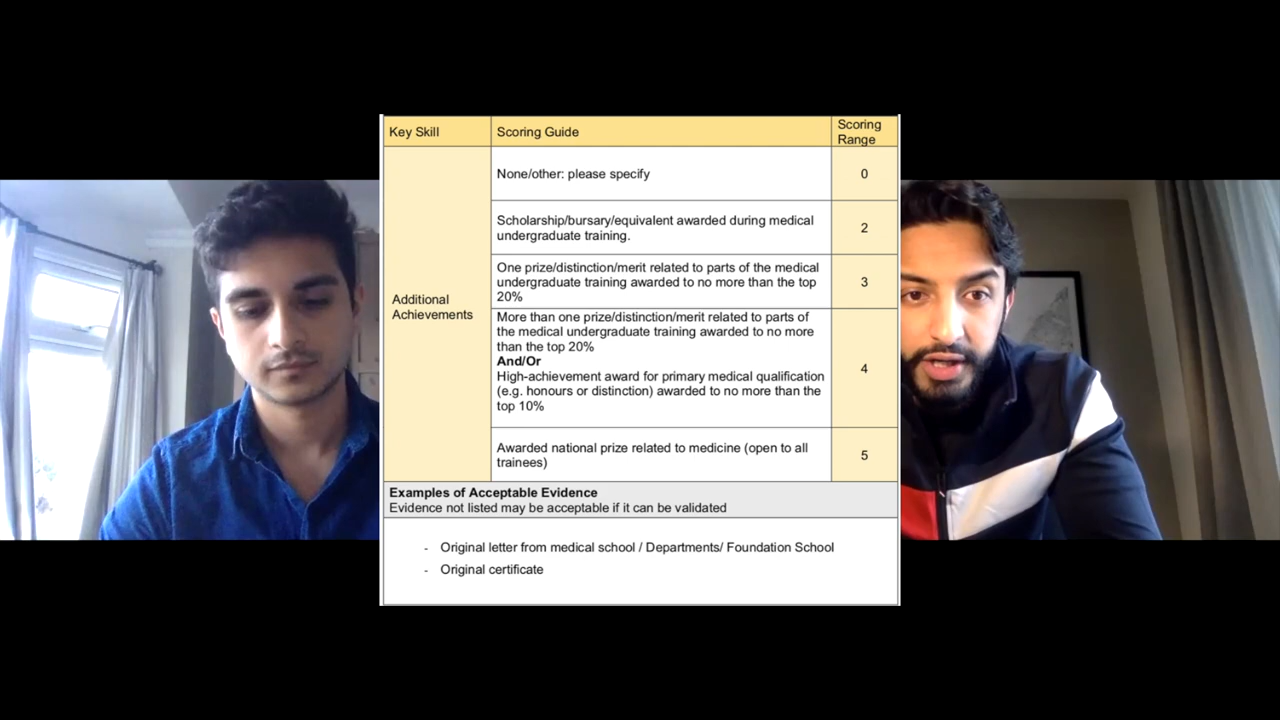 Key Skill
Scoring Guide
Scoring
Range
None/other: please specify
0
Scholarship/bursary/equivalent awarded during medical
undergraduate training.
2
One prize/distinction/merit related to parts of the medical
undergraduate training awarded to no more than the top
20%
3
Additional
Achievements
More than one prize/distinction/merit related to parts of
the medical undergraduate training awarded to no more
than the top 20%
And/Or
High-achievement award for primary medical qualification
(e.g. honours or distinction) awarded to no more than the
top 10%
4
Awarded national prize related to medicine (open to all
trainees)
5
Examples of Acceptable Evidence
Evidence not listed may be acceptable if it can be validated
- Original letter from medical school / Departments/ Foundation School
- Original certificate